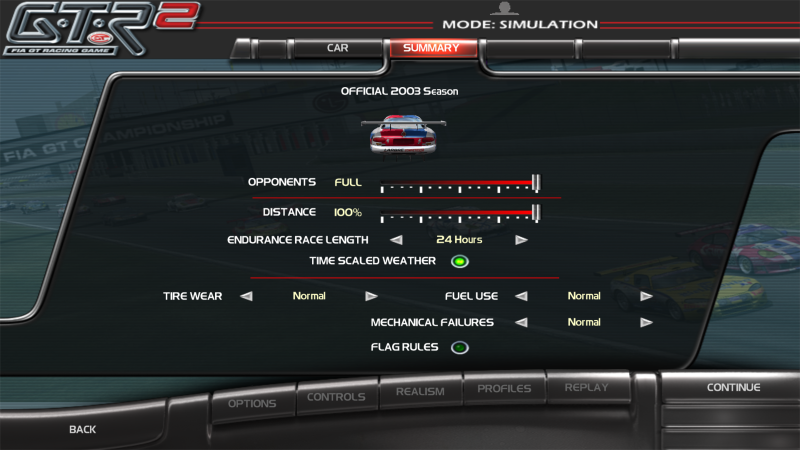 GTR2
FIA GT RACING GAME
MODE: SIMULATION
CAR
SUMMARY
FIA GT CHAMPIONSHIP
OFFICIAL 2003 Season
OPPONENTS FULL
DISTANCE 100%
ENDURANCE RACE LENGTH 24 Hours
TIME SCALED WEATHER
TIRE WEAR Normal FUEL USE Normal
MECHANICAL FAILURES Normal
FLAG RULES
OPTIONS CONTROLS REALISM PROFILES REPLAY
CONTINUE
BACK